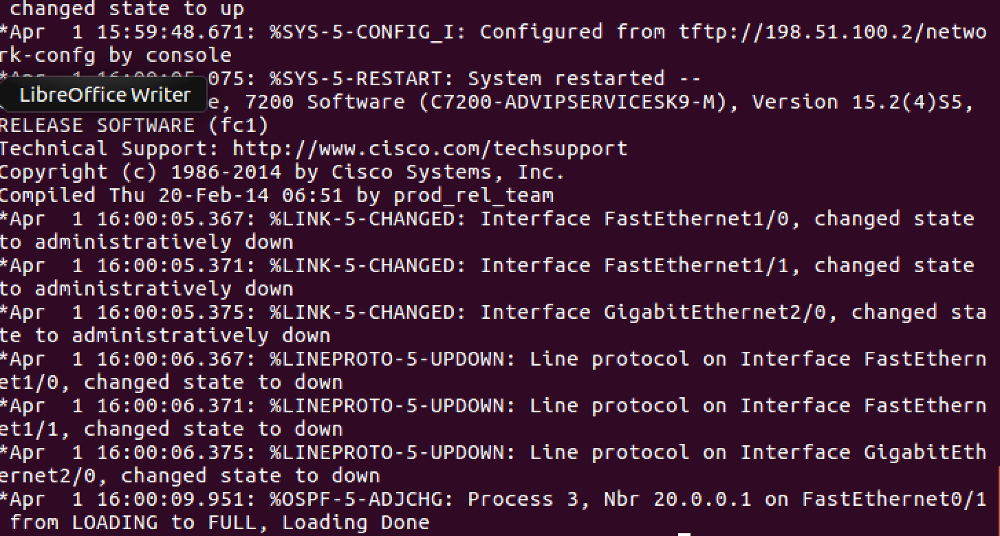 changed state to up
*Apr  1 15:59:48.671: %SYS-5-CONFIG_I: Configured from tftp://198.51.100.2/netwo
rk-confg by console
*Apr  1 16:00:05.075: %SYS-5-RESTART: System restarted --
LibreOffice Writer
e, 7200 Software (C7200-ADVIPSERVICESK9-M), Version 15.2(4)S5,
RELEASE SOFTWARE (fc1)
Technical Support: http://www.cisco.com/techsupport
Copyright (c) 1986-2014 by Cisco Systems, Inc.
Compiled Thu 20-Feb-14 06:51 by prod_rel_team
*Apr  1 16:00:05.367: %LINK-5-CHANGED: Interface FastEthernet1/0, changed state
to administratively down
*Apr  1 16:00:05.371: %LINK-5-CHANGED: Interface FastEthernet1/1, changed state
to administratively down
*Apr  1 16:00:05.375: %LINK-5-CHANGED: Interface GigabitEthernet2/0, changed sta
te to administratively down
*Apr  1 16:00:06.367: %LINEPROTO-5-UPDOWN: Line protocol on Interface FastEthern
et1/0, changed state to down
*Apr  1 16:00:06.371: %LINEPROTO-5-UPDOWN: Line protocol on Interface FastEthern
et1/1, changed state to down
*Apr  1 16:00:06.375: %LINEPROTO-5-UPDOWN: Line protocol on Interface GigabitEth
ernet2/0, changed state to down
*Apr  1 16:00:09.951: %OSPF-5-ADJCHG: Process 3, Nbr 20.0.0.1 on FastEthernet0/1
from LOADING to FULL, Loading Done